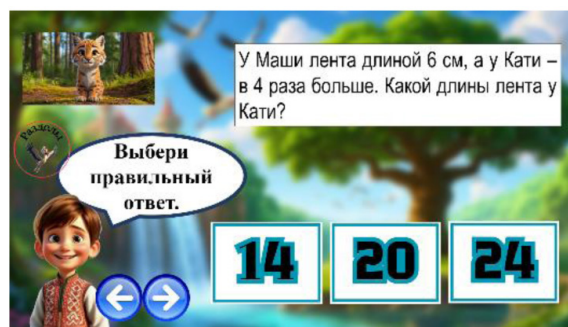 У Маши лента длиной 6 см, а у Кати –
в 4 раза больше. Какой длины лента у
Кати?
Разделы
Выбери
правильный
ответ.
14 20 24